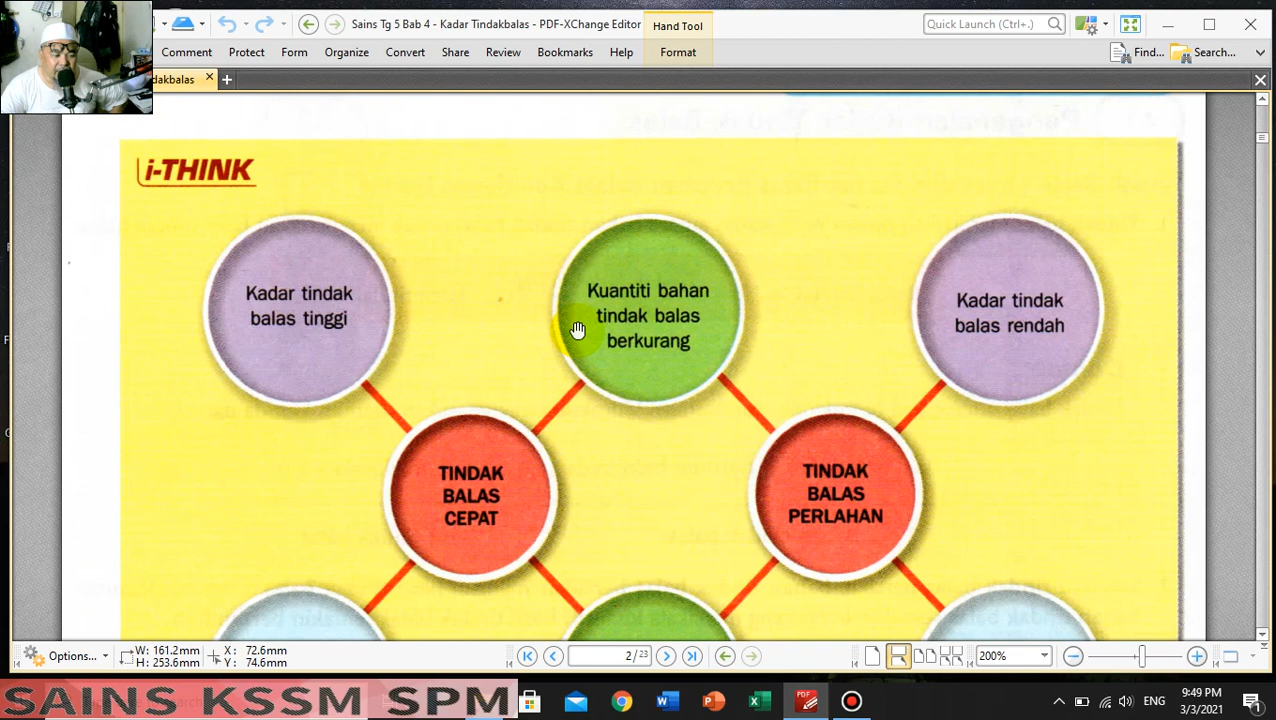 Sains Tg 5 Bab 4 - Kadar Tindakbalas - PDF-XChange Editor
Hand Tool
Quick Launch (Ctrl+.)
Comment Protect Form Organize Convert Share Review Bookmarks Help Format
Find... Search...
dakbalas
i-THINK
Kadar tindak
balas tinggi
Kuantiti bahan
tindak balas
berkurang
Kadar tindak
balas rendah
TINDAK
BALAS
CEPAT
TINDAK
BALAS
PERLAHAN
Options...
W: 161.2mm
H: 253.6mm
X: 72.6mm
Y: 74.6mm
2 / 23
200%
SAINS KSSM SPM
ENG
9:49 PM
3/3/2021